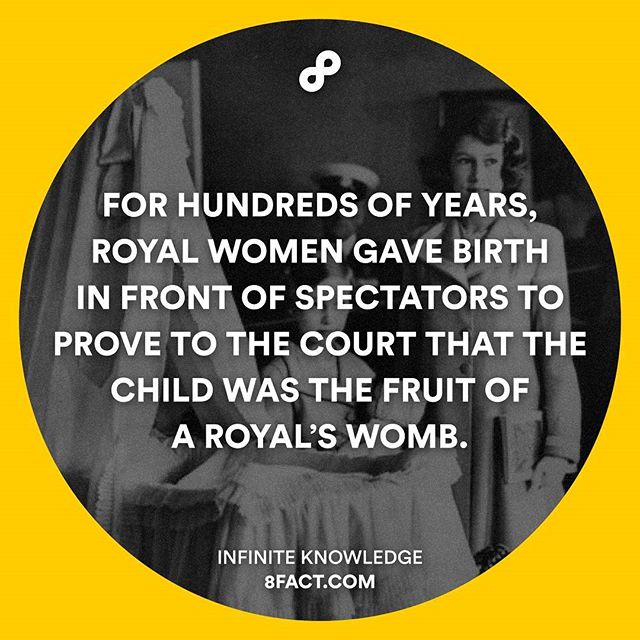 FOR HUNDREDS OF YEARS,
ROYAL WOMEN GAVE BIRTH
IN FRONT OF SPECTATORS TO
PROVE TO THE COURT THAT THE
CHILD WAS THE FRUIT OF
A ROYAL’S WOMB.
INFINITE KNOWLEDGE
8FACT.COM